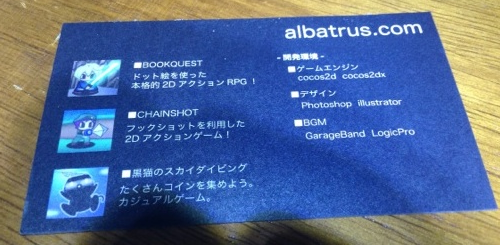 albatrus.com
■BOOKQUEST
ドット絵を使った
本格的2DアクションRPG！
■CHAINSHOT
フックショットを利用した
2Dアクションゲーム！
■黒猫のスカイダイビング
たくさんコインを集めよう。
カジュアルゲーム。
- 開発環境 -
■ゲームエンジン
cocos2d cocos2dx
■デザイン
Photoshop illustrator
■BGM
GarageBand LogicPro